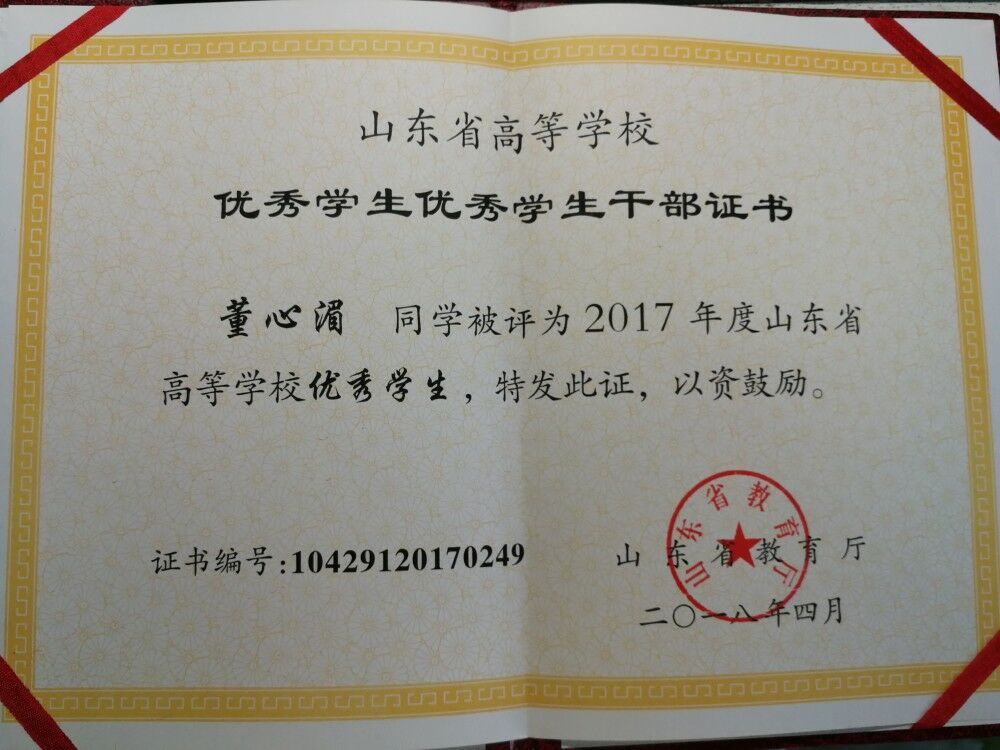 山东省高等学校
优秀学生优秀学生干部证书
董心湄 同学被评为2017年度山东省
高等学校优秀学生，特发此证，以资鼓励。
证书编号:10429120170249
山东省教育厅
二〇一八年四月
山东省教育厅